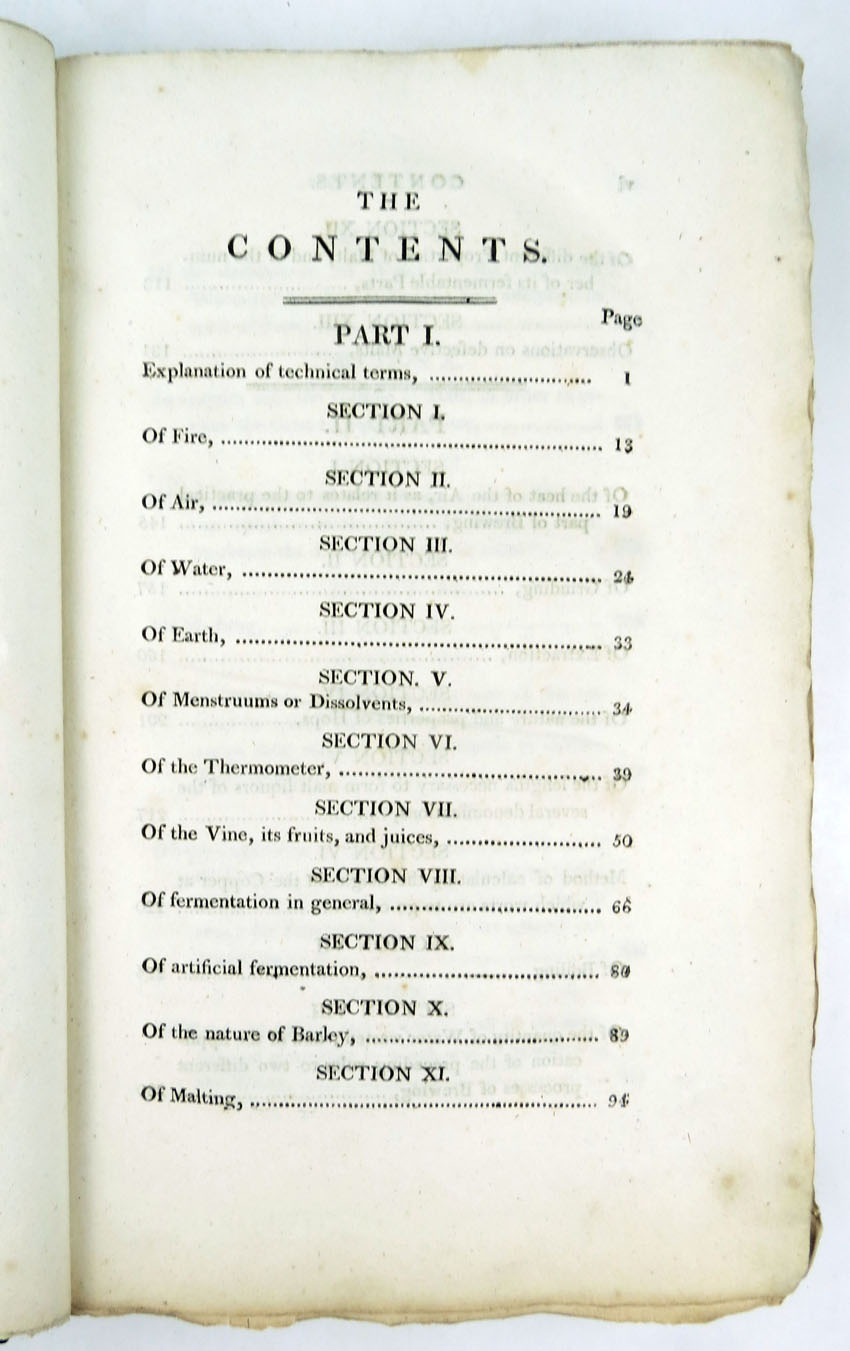 THE
CONTENTS.
Page
PART I.
Explanation of technical terms, ........................... 1
SECTION I.
Of Fire, ............................................................ 13
SECTION II.
Of Air, ............................................................. 19
SECTION III.
Of Water, ........................................................ 24
SECTION IV.
Of Earth, ......................................................... 33
SECTION. V.
Of Menstruums or Dissolvents, ............................. 34
SECTION VI.
Of the Thermometer, .......................................... 39
SECTION VII.
Of the Vine, its fruits, and juices, ........................ 50
SECTION VIII.
Of fermentation in general, ................................. 66
SECTION IX.
Of artificial fermentation, ................................... 80
SECTION X.
Of the nature of Barley, ..................................... 89
SECTION XI.
Of Malting, ....................................................... 94